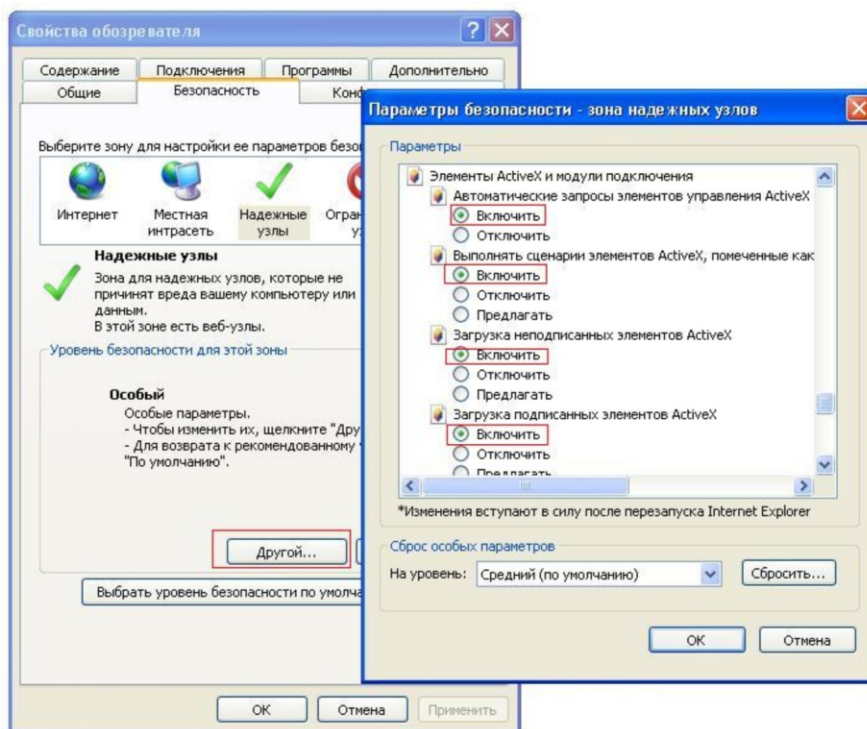 Свойства обозревателя
Содержание
Подключения
Программы
Дополнительно
Общие
Безопасность
Выберите зону для настройки ее параметров
Интернет
Местная интрасеть
Надежные узлы
Надежные узлы
Зона для надежных узлов, которые не
причинят вреда вашему компьютеру или
данным.
В этой зоне есть веб-узлы.
Уровень безопасности для этой зоны
Особый
Особые параметры.
- Чтобы изменить их, щелкните
- Для возврата к рекомендованному
"По умолчанию".
Другой...
Выбрать уровень безопасности по
ОК
Отмена
Применить
Параметры безопасности - зона надежных узлов
Параметры
Элементы ActiveX и модули подключения
Автоматические запросы элементов управления ActiveX
Включить
Отключить
Выполнять сценарии элементов ActiveX, помеченные как
Включить
Отключить
Предлагать
Загрузка неподписанных элементов ActiveX
Включить
Отключить
Предлагать
Загрузка подписанных элементов ActiveX
Включить
Отключить
Предлагать
*Изменения вступают в силу после перезапуска Internet Explorer
Сброс особых параметров
На уровень: Средний (по умолчанию) Сбросить...
ОК
Отмена